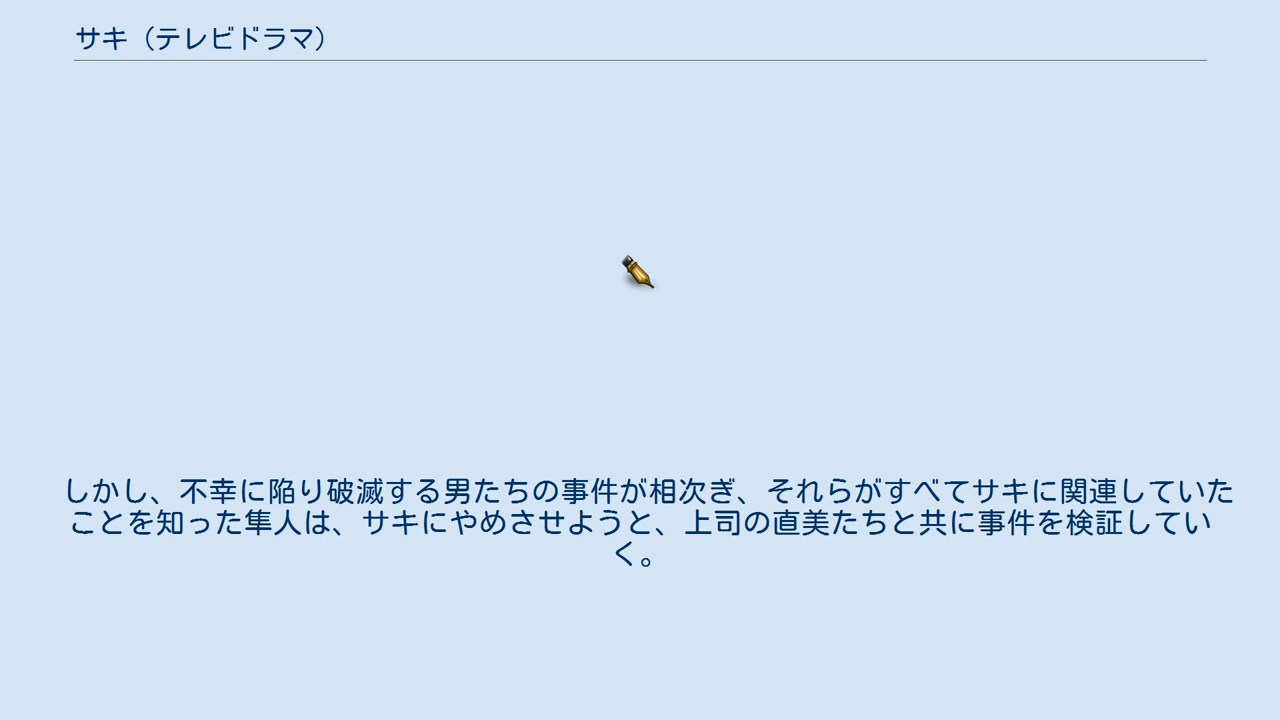 サキ（テレビドラマ）
しかし、不幸に陥り破滅する男たちの事件が相次ぎ、それらがすべてサキに関連していた
ことを知った隼人は、サキにやめさせようと、上司の直美たちと共に事件を検証してい
く。